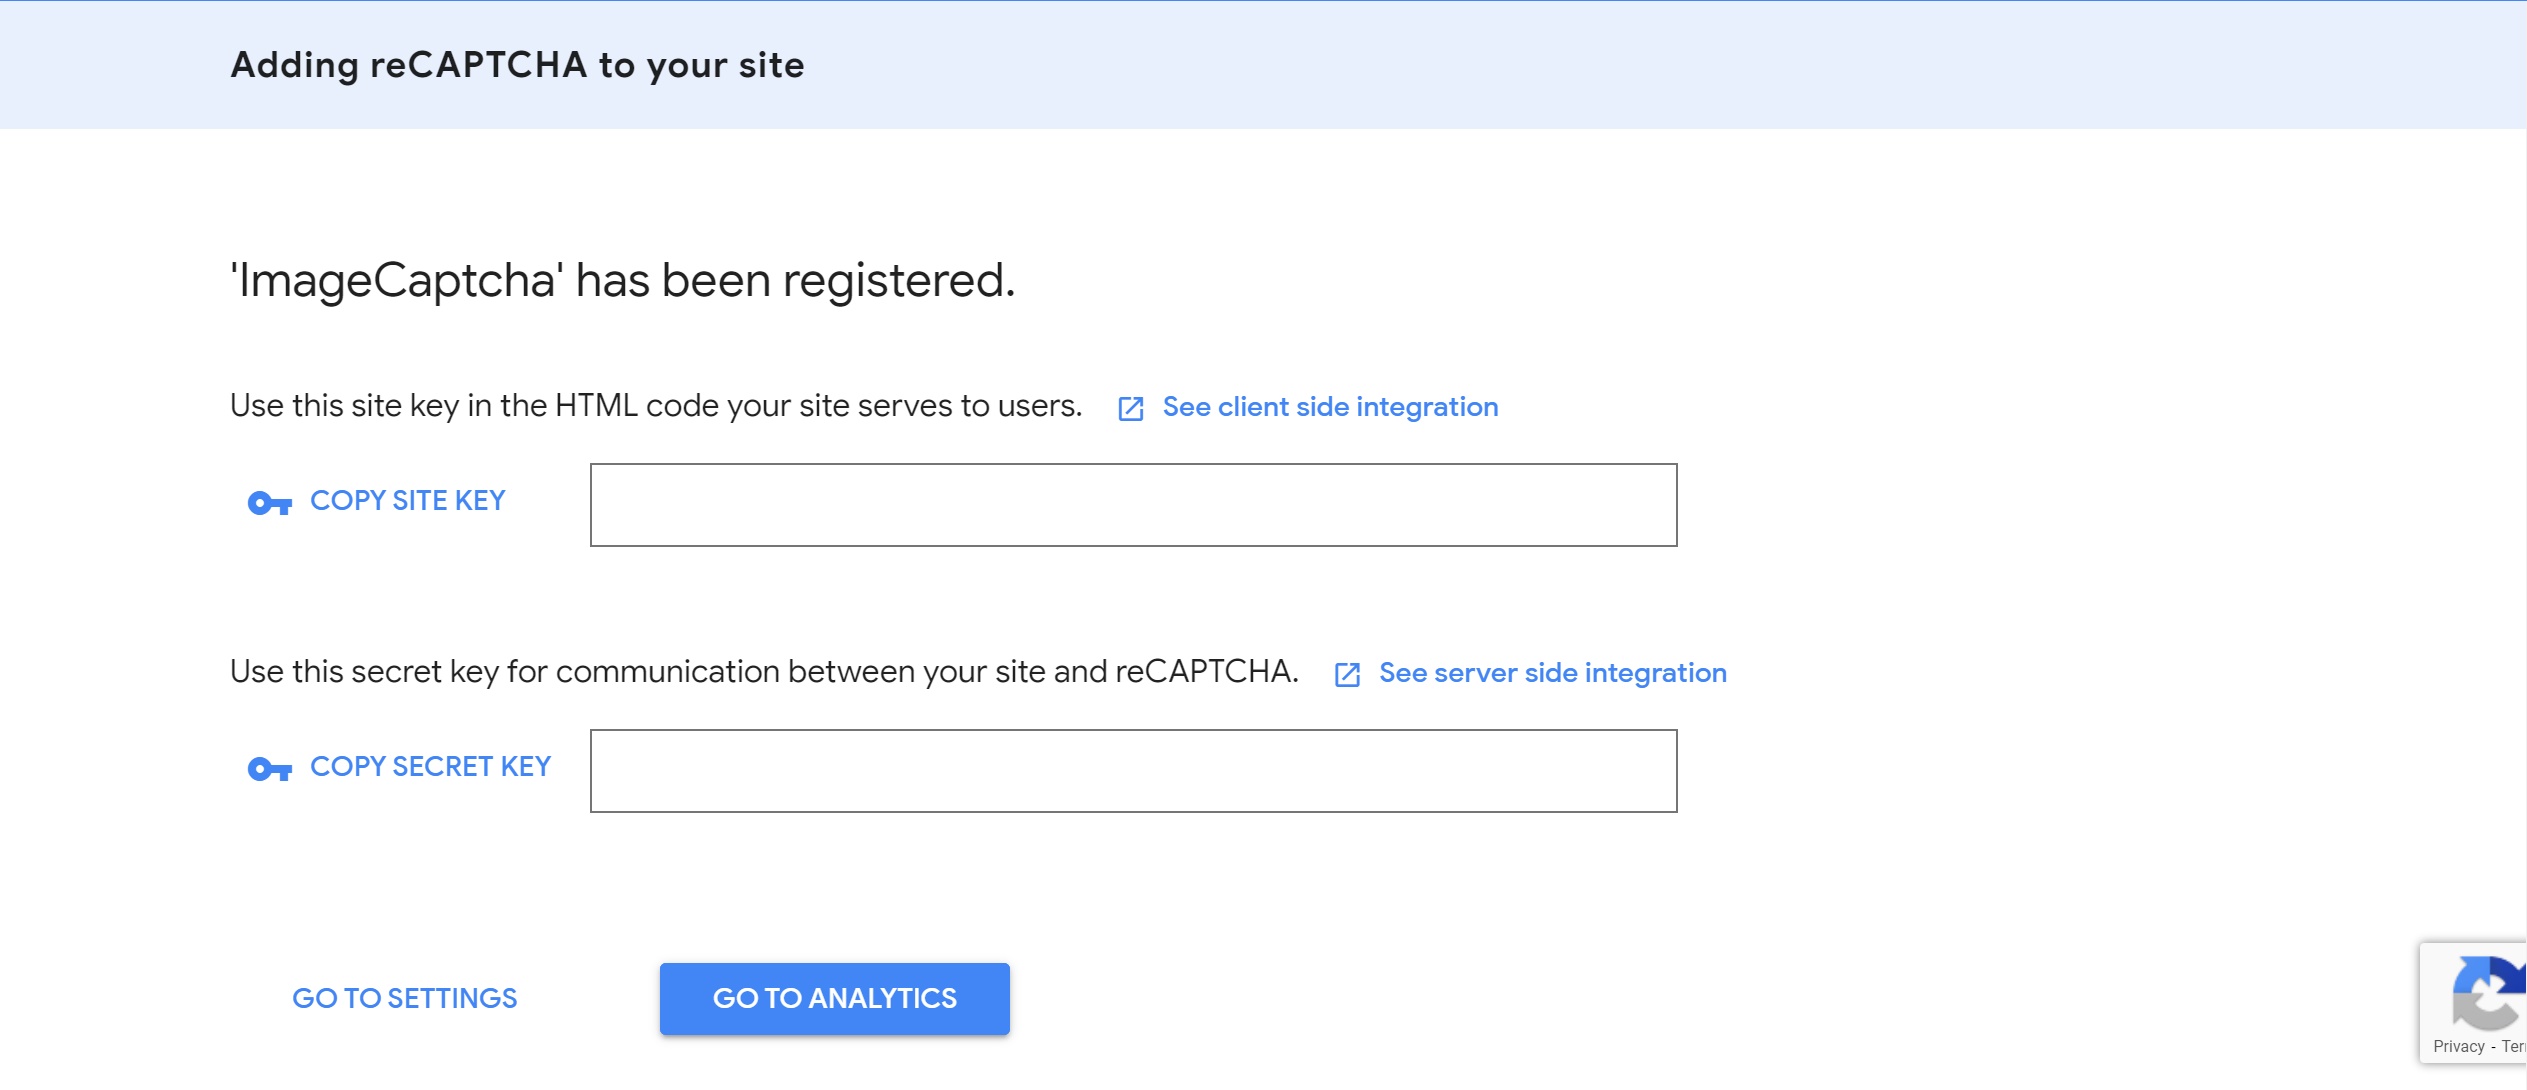 Adding reCAPTCHA to your site
'ImageCaptcha' has been registered.
Use this site key in the HTML code your site serves to users. See client side integration
COPY SITE KEY
Use this secret key for communication between your site and reCAPTCHA. See server side integration
COPY SECRET KEY
GO TO SETTINGS GO TO ANALYTICS
Privacy -